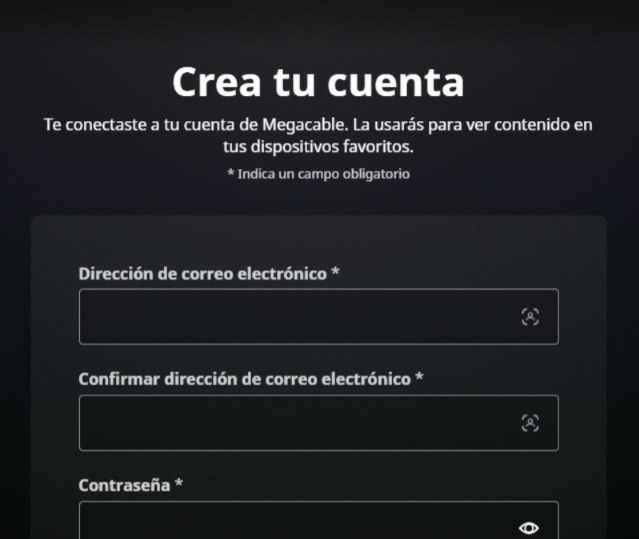 Crea tu cuenta
Te conectaste a tu cuenta de Megacable. La usarás para ver contenido en
tus dispositivos favoritos.
* Indica un campo obligatorio
Dirección de correo electrónico *
Confirmar dirección de correo electrónico *
Contraseña *